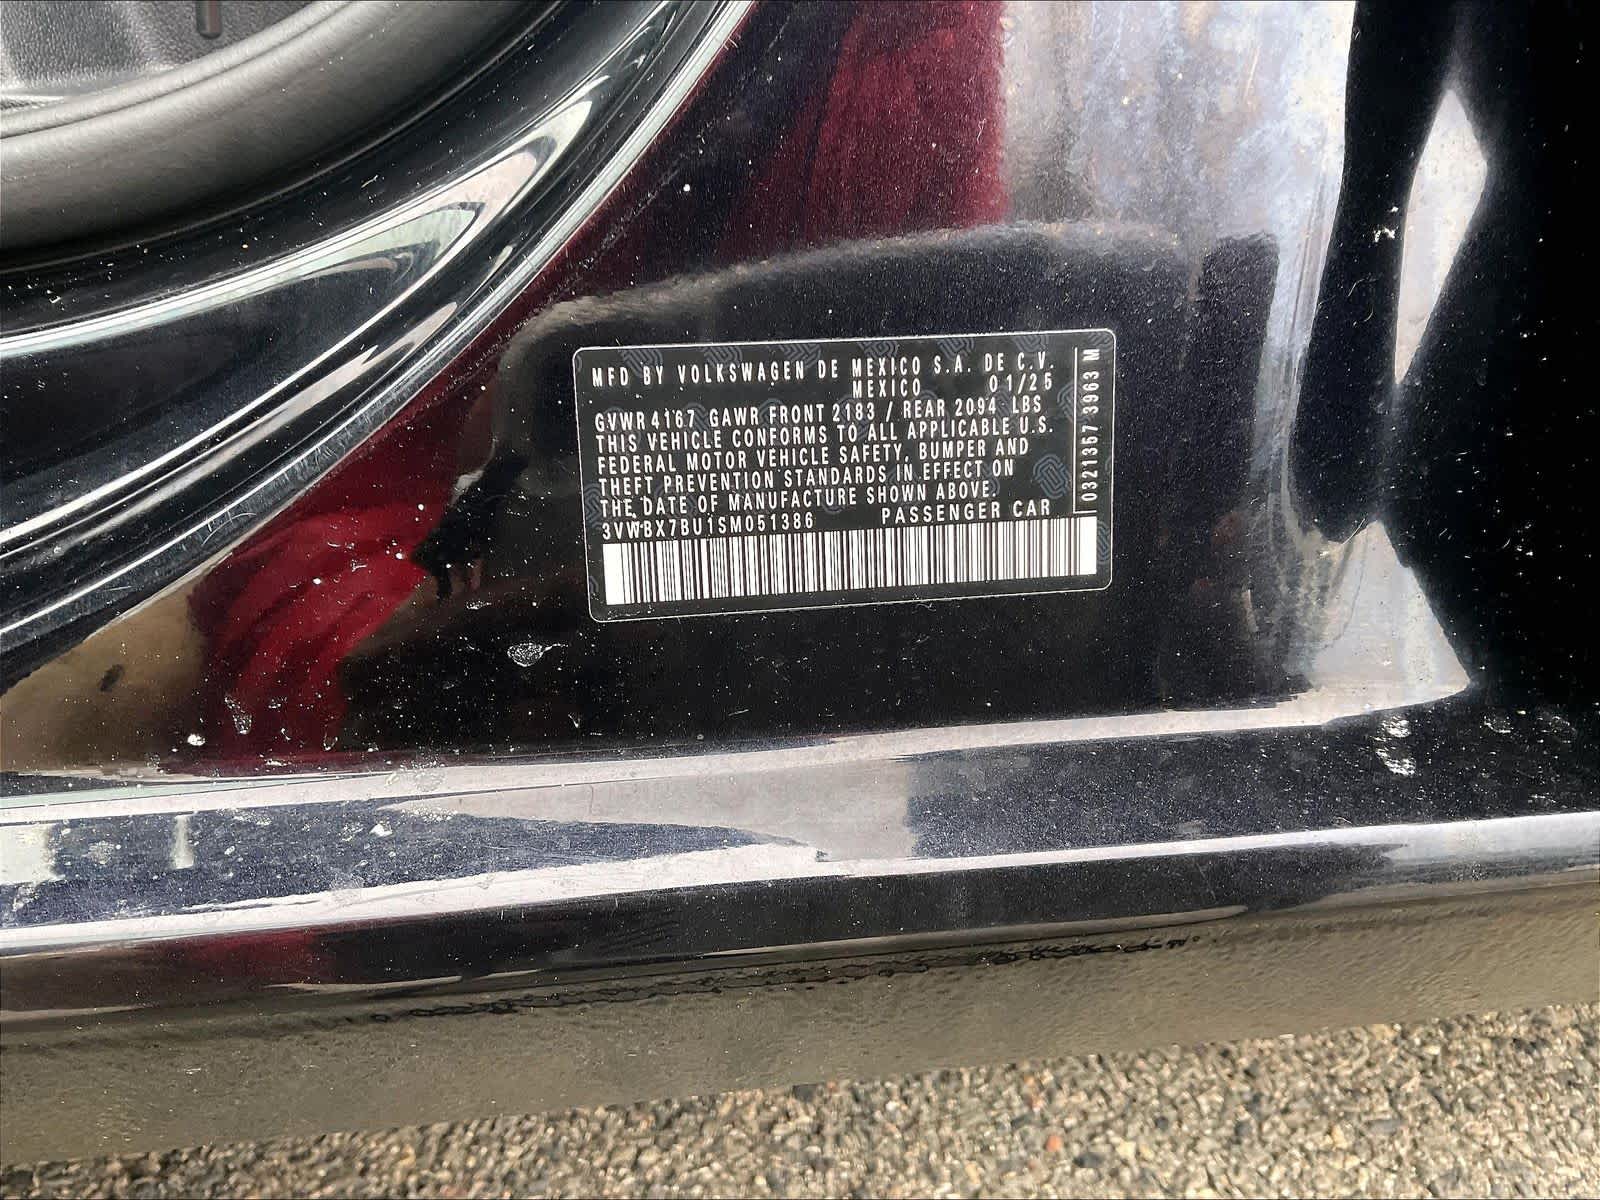 MFD BY VOLKSWAGEN DE MEXICO S.A. DE C.V.
MEXICO 01/25
GVWR 4167 GAWR FRONT 2183 / REAR 2094 LBS
THIS VEHICLE CONFORMS TO ALL APPLICABLE U.S.
FEDERAL MOTOR VEHICLE SAFETY, BUMPER AND
THEFT PREVENTION STANDARDS IN EFFECT ON
THE DATE OF MANUFACTURE SHOWN ABOVE.
3VWBX7BU1SM051386 PASSENGER CAR
0321357 3963 M